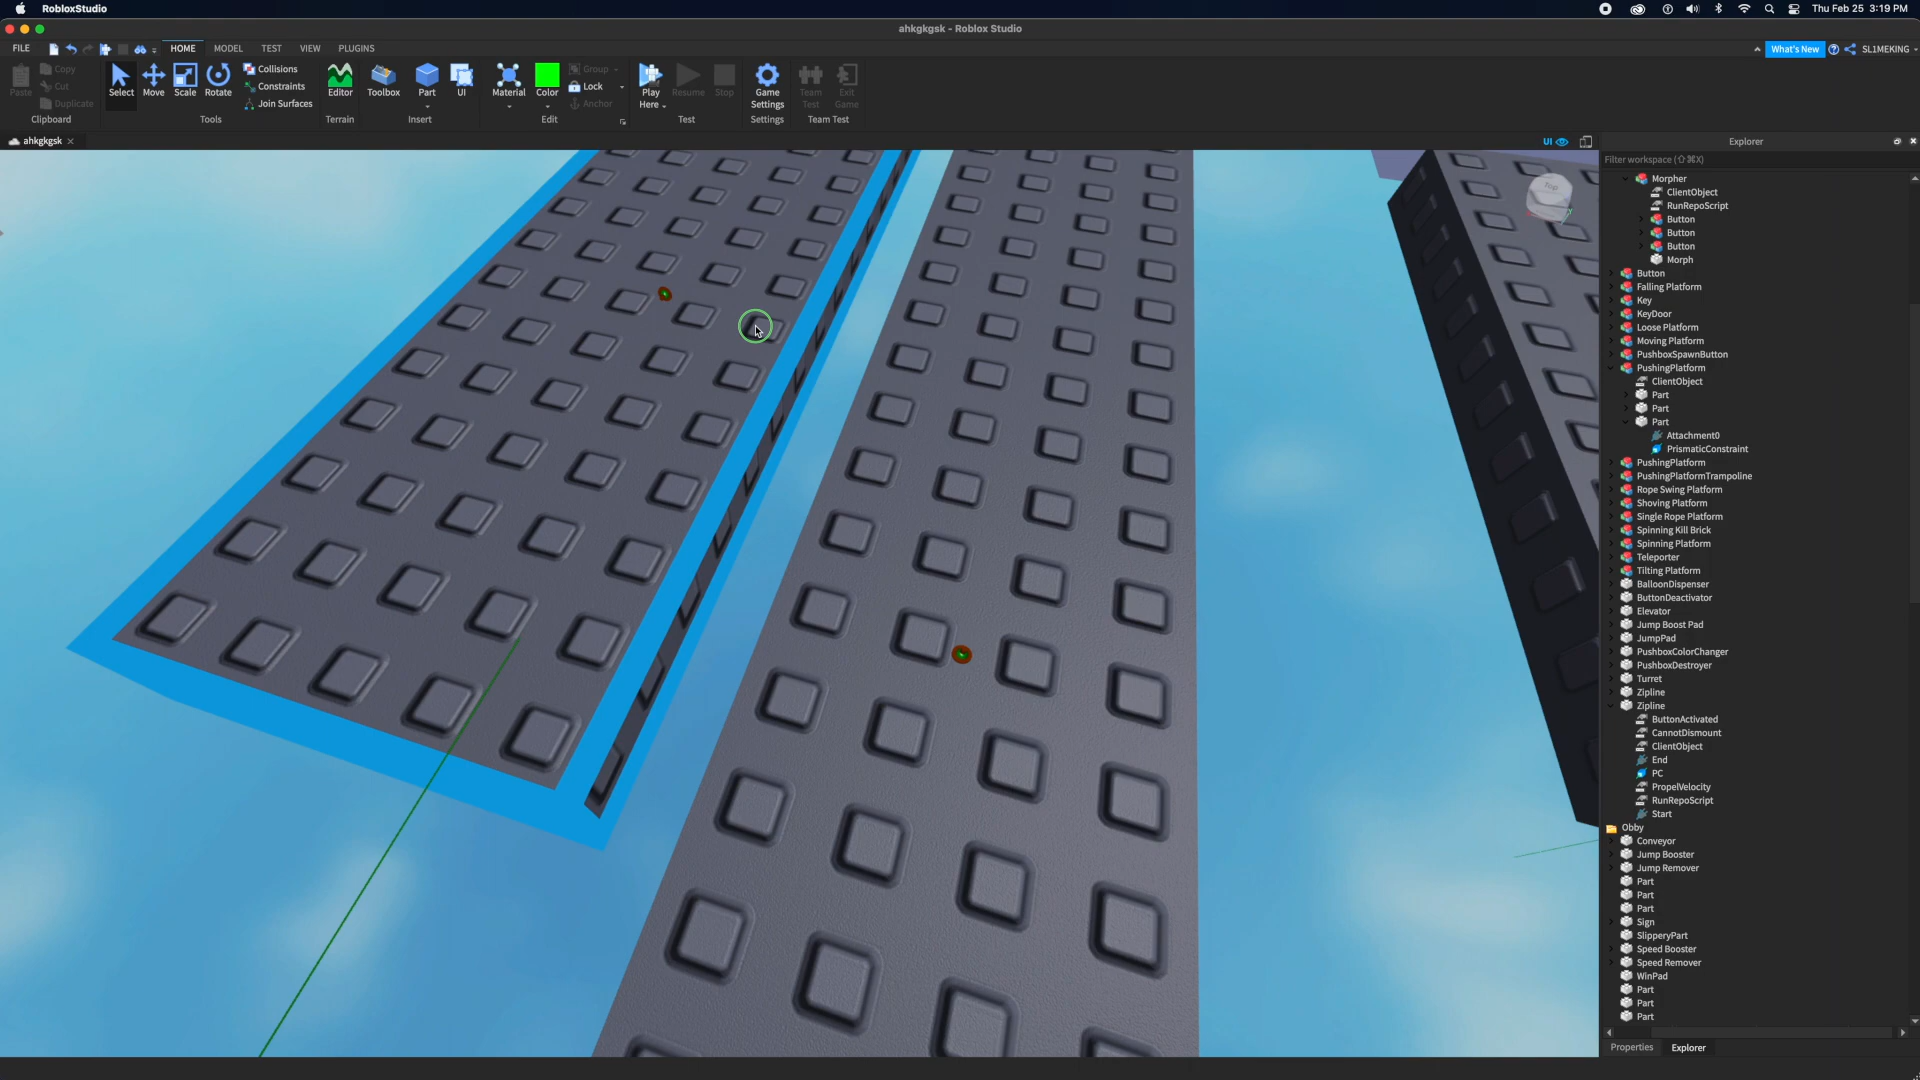 RobloxStudio
Thu Feb 25 3:19 PM
ahkgkgsk - Roblox Studio
FILE HOME MODEL TEST VIEW PLUGINS
What's New SL1MEKING
Paste Copy Cut Duplicate
Select Move Scale Rotate
Collisions
Constraints
Join Surfaces
Editor Toolbox Part UI Material Color
Group
Lock
Anchor
Play Here Resume Stop
Game Settings
Team Test
Exit Game
Clipboard Tools Terrain Insert Edit Test Settings Team Test
ahkgkgsk UI
Explorer
Filter workspace (⇧⌘X)
Top
Morpher
ClientObject
RunRepoScript
Button
Button
Button
Morph
Button
Falling Platform
Key
KeyDoor
Loose Platform
Moving Platform
PushboxSpawnButton
PushingPlatform
ClientObject
Part
Part
Part
Attachment0
PrismaticConstraint
PushingPlatform
PushingPlatformTrampoline
Rope Swing Platform
Shoving Platform
Single Rope Platform
Spinning Kill Brick
Spinning Platform
Teleporter
Tilting Platform
BalloonDispenser
ButtonDeactivator
Elevator
Jump Boost Pad
JumpPad
PushboxColorChanger
PushboxDestroyer
Turret
Zipline
Zipline
ButtonActivated
CannotDismount
ClientObject
End
PC
PropelVelocity
RunRepoScript
Start
Obby
Conveyor
Jump Booster
Jump Remover
Part
Part
Part
Sign
SlipperyPart
Speed Booster
Speed Remover
WinPad
Part
Part
Part
Properties Explorer